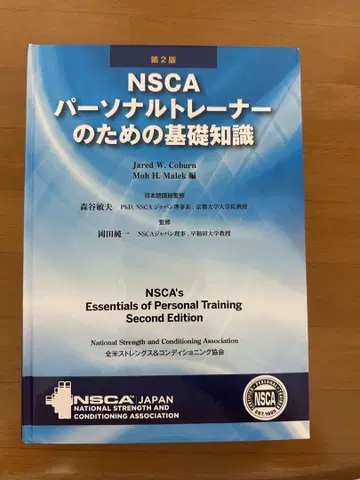 第2版
NSCA
パーソナルトレーナー
のための基礎知識
Jared W. Coburn
Moh H. Malek 編
日本語版総監修
森谷敏夫 PhD, NSCA ジャパン理事長、京都大学大学院教授
監修
岡田純一 NSCAジャパン理事、早稲田大学教授
NSCA's
Essentials of Personal Training
Second Edition
National Strength and Conditioning Association
全米ストレングス&コンディショニング協会
NSCA JAPAN
NATIONAL STRENGTH AND
CONDITIONING ASSOCIATION
NSCA